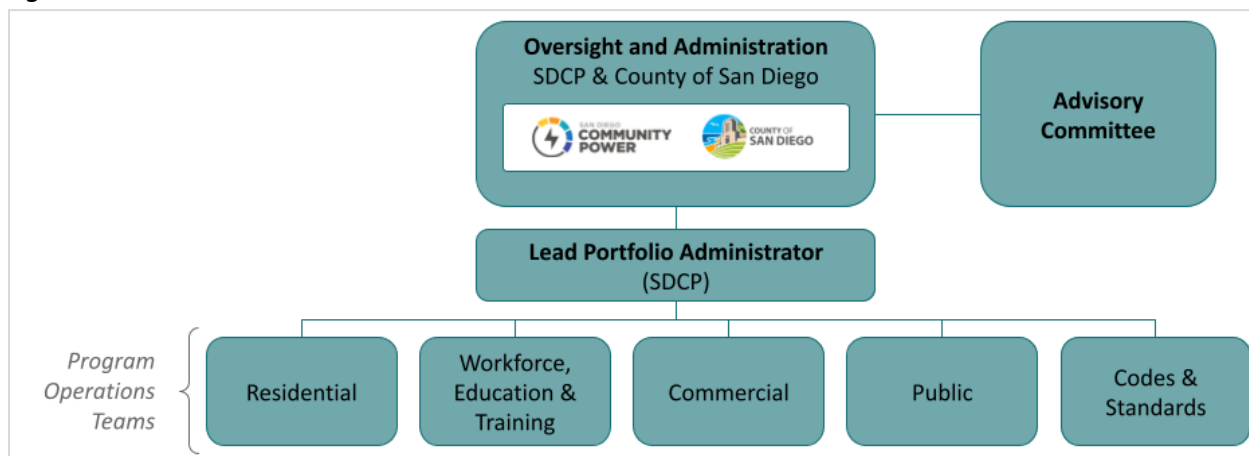 Oversight and Administration
SDCP & County of San Diego
SAN DIEGO
COMMUNITY
POWER
COUNTY OF
SAN DIEGO
Advisory
Committee
Lead Portfolio Administrator
(SDCP)
Program
Operations
Teams
Residential
Workforce,
Education &
Training
Commercial
Public
Codes &
Standards